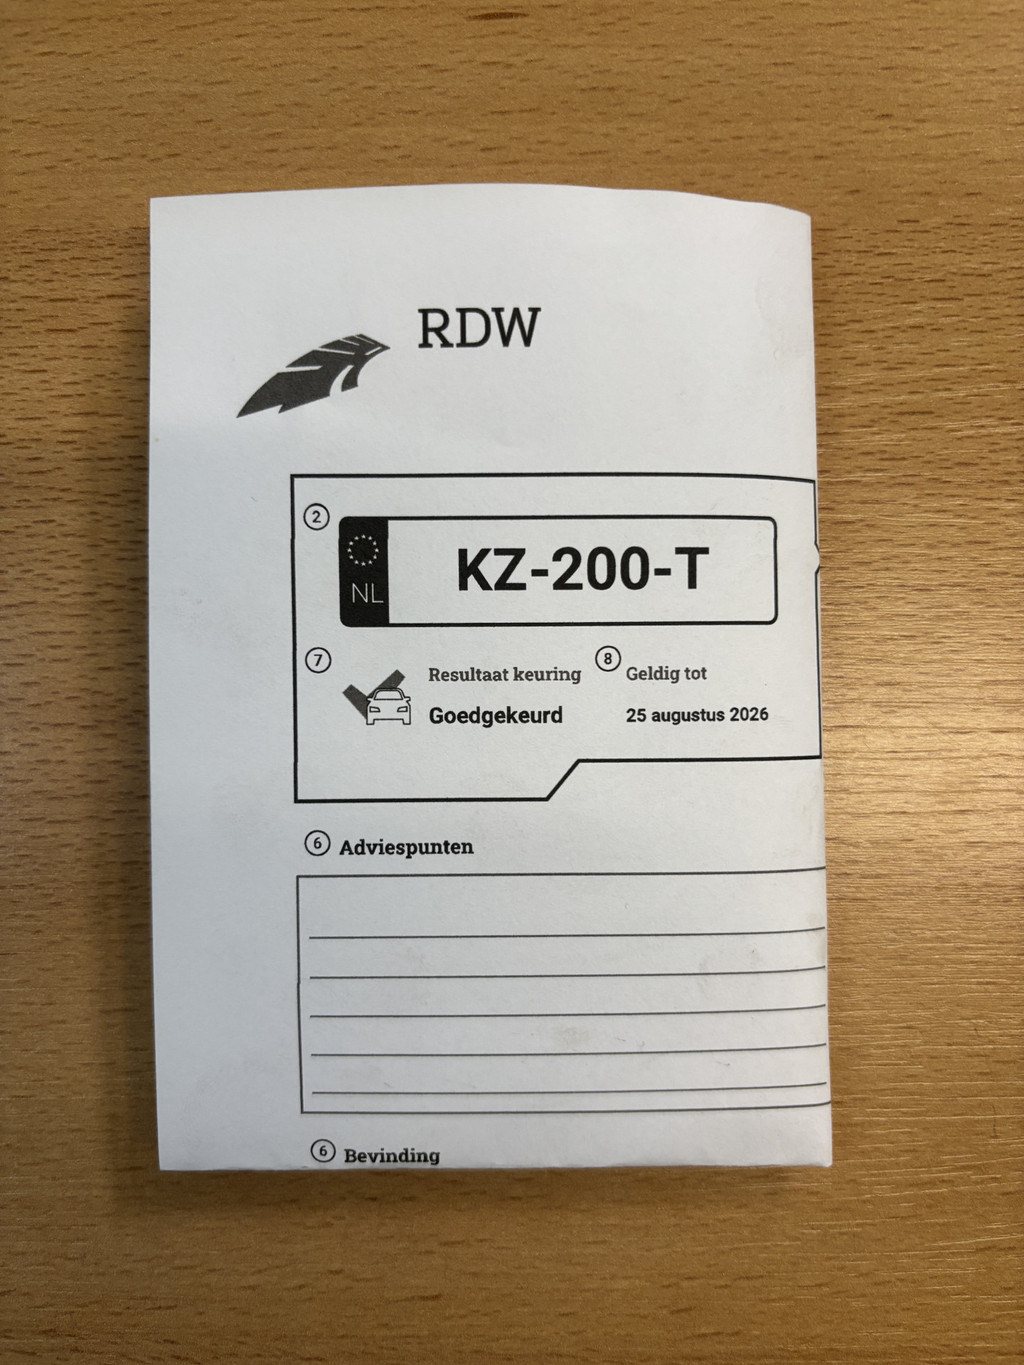 RDW
2
NL KZ-200-T
7 Resultaat keuring 8 Geldig tot
Goedgekeurd 25 augustus 2026
6 Adviespunten
6 Bevinding